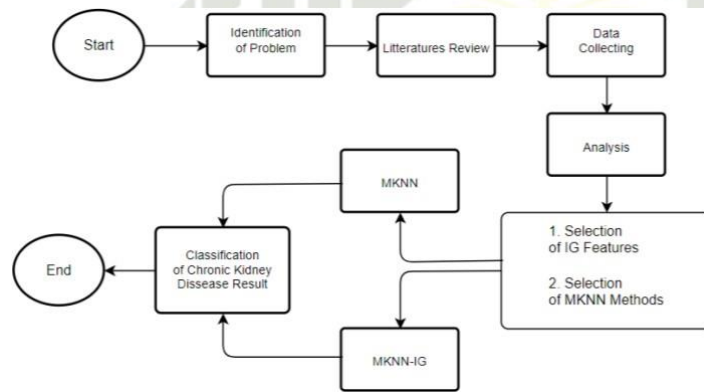 Start
Identification
of Problem
Litteratures Review
Data
Collecting
Analysis
1. Selection
of IG Features
2. Selection
of MKNN Methods
MKNN
MKNN-IG
Classification
of Chronic Kidney
Dissease Result
End